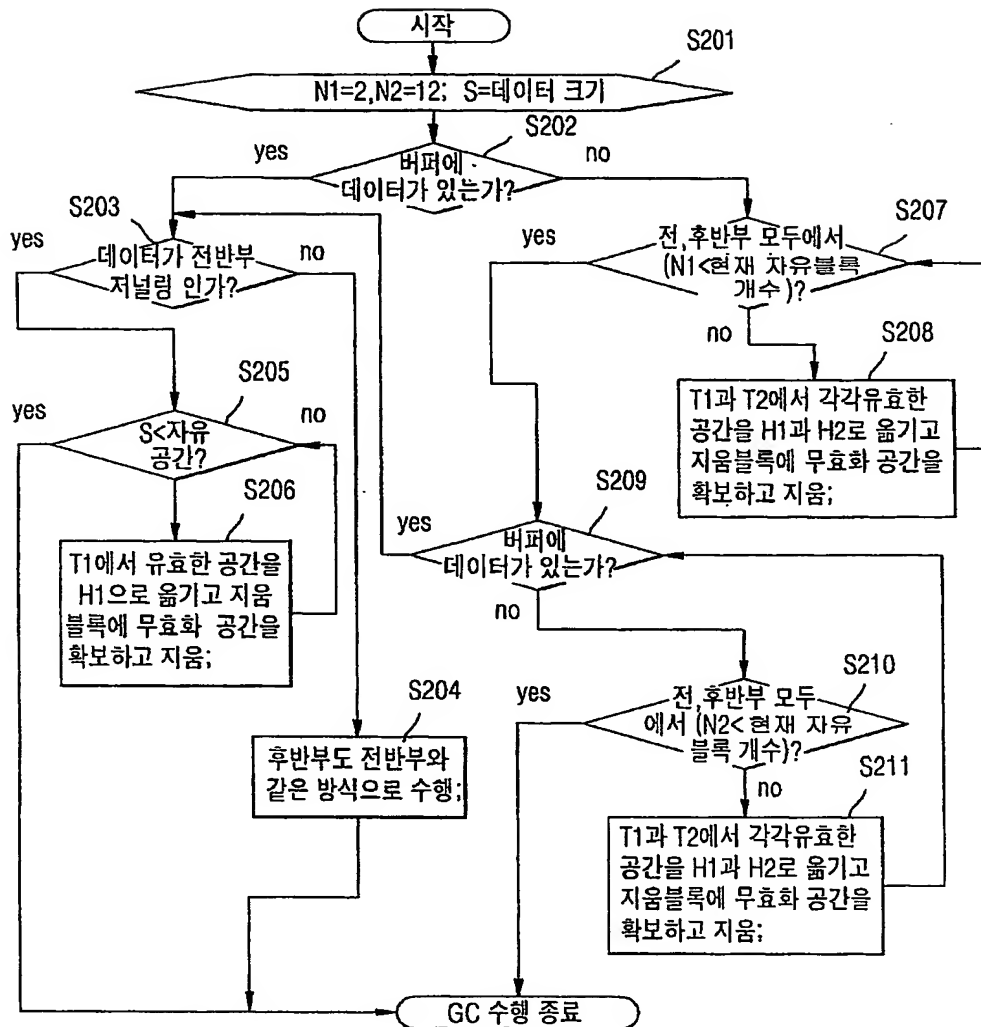 시작
S201
N1=2,N2=12; S=데이터 크기
S202
yes
no
버퍼에
데이터가 있는가?
S203
yes
no
데이터가 전반부
저널링 인가?
S207
yes
전,후반부 모두에서
(N1<현재 자유블록
개수)?
no
S208
T1과 T2에서 각각유효한
공간을 H1과 H2로 옮기고
지움블록에 무효화 공간을
확보하고 지움;
S205
yes
no
S<자유
공간?
S206
T1에서 유효한 공간을
H1으로 옮기고 지움
블록에 무효화 공간을
확보하고 지움;
S209
yes
버퍼에
데이터가 있는가?
no
S204
후반부도 전반부와
같은 방식으로 수행;
S210
yes
전,후반부 모두
에서 (N2< 현재 자유
블록 개수)?
no
S211
T1과 T2에서 각각유효한
공간을 H1과 H2로 옮기고
지움블록에 무효화 공간을
확보하고 지움;
GC 수행 종료